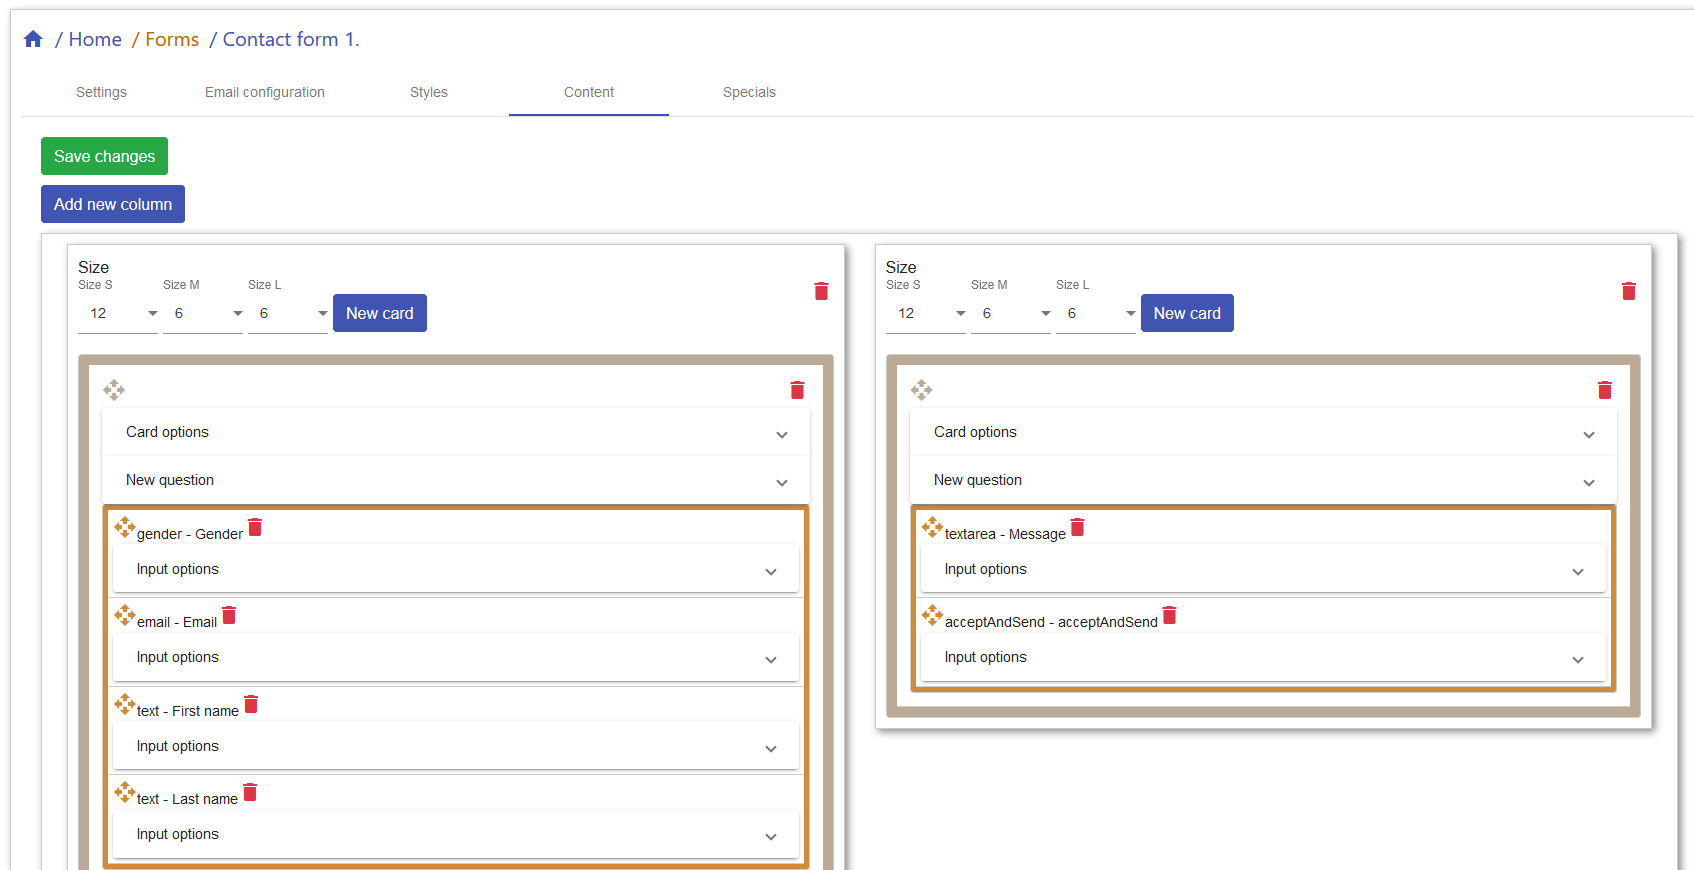 / Home / Forms / Contact form 1.
Settings Email configuration Styles Content Specials
Save changes
Add new column
Size
Size S Size M Size L
12 6 6 New card
Card options
New question
gender - Gender
Input options
email - Email
Input options
text - First name
Input options
text - Last name
Input options
Size
Size S Size M Size L
12 6 6 New card
Card options
New question
textarea - Message
Input options
acceptAndSend - acceptAndSend
Input options